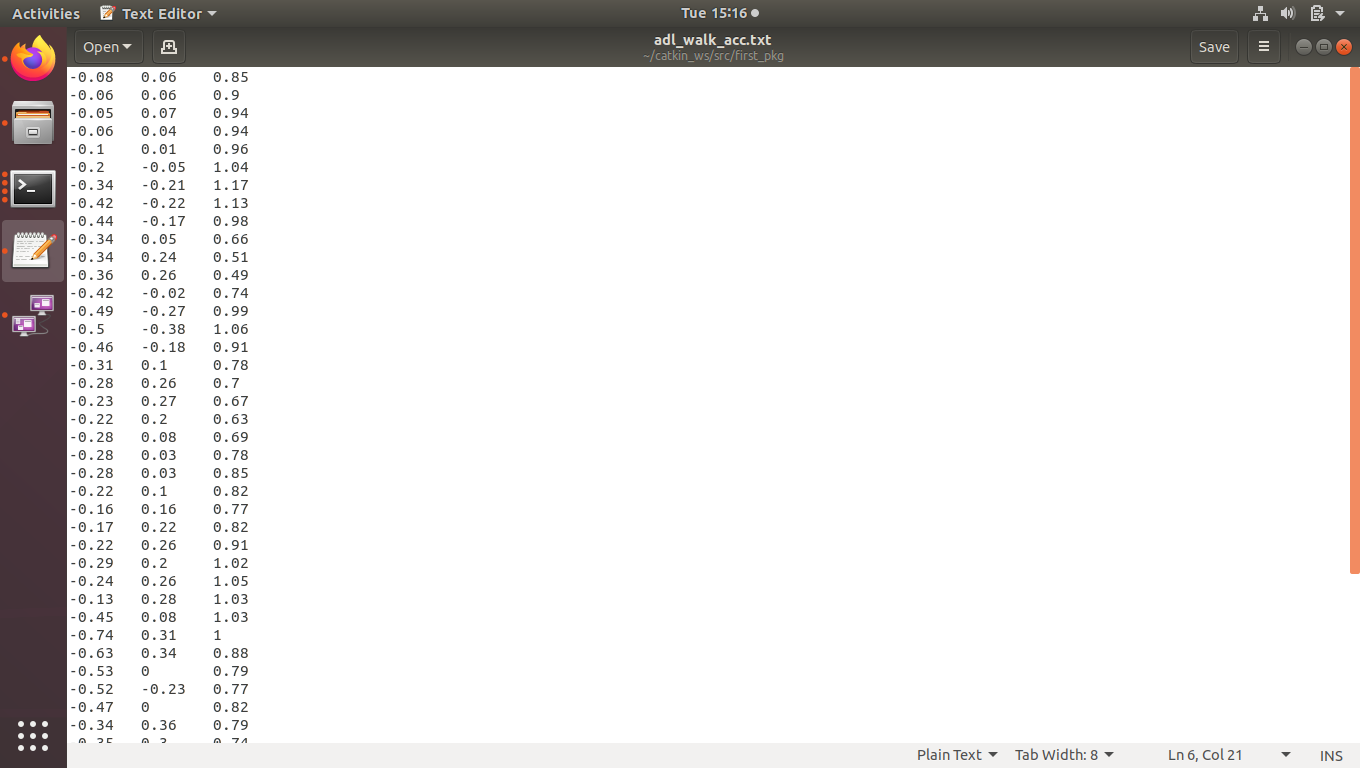 Activities Text Editor Tue 15:16
Open adl_walk_acc.txt Save
~/catkin_ws/src/first_pkg
-0.08 0.06 0.85
-0.06 0.06 0.9
-0.05 0.07 0.94
-0.06 0.04 0.94
-0.1 0.01 0.96
-0.2 -0.05 1.04
-0.34 -0.21 1.17
-0.42 -0.22 1.13
-0.44 -0.17 0.98
-0.34 0.05 0.66
-0.34 0.24 0.51
-0.36 0.26 0.49
-0.42 -0.02 0.74
-0.49 -0.27 0.99
-0.5 -0.38 1.06
-0.46 -0.18 0.91
-0.31 0.1 0.78
-0.28 0.26 0.7
-0.23 0.27 0.67
-0.22 0.2 0.63
-0.28 0.08 0.69
-0.28 0.03 0.78
-0.28 0.03 0.85
-0.22 0.1 0.82
-0.16 0.16 0.77
-0.17 0.22 0.82
-0.22 0.26 0.91
-0.29 0.2 1.02
-0.24 0.26 1.05
-0.13 0.28 1.03
-0.45 0.08 1.03
-0.74 0.31 1
-0.63 0.34 0.88
-0.53 0 0.79
-0.52 -0.23 0.77
-0.47 0 0.82
-0.34 0.36 0.79
Plain Text Tab Width: 8 Ln 6, Col 21 INS